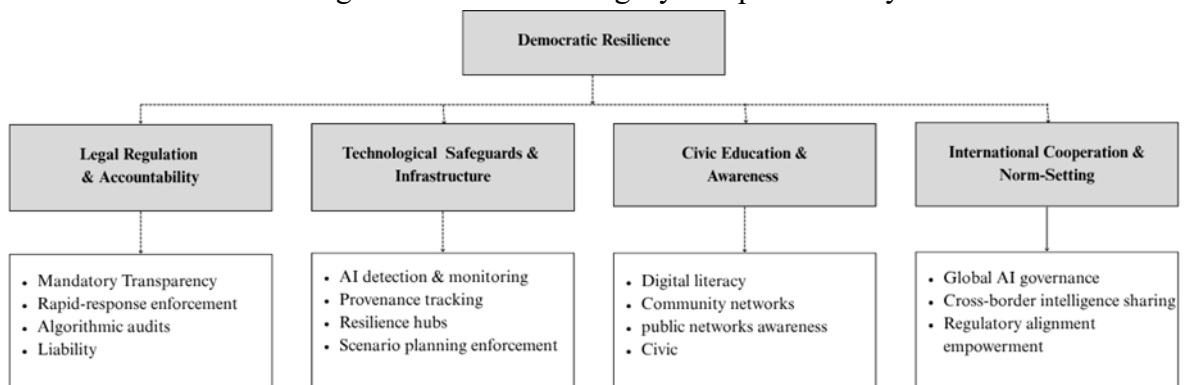 Democratic Resilience
Legal Regulation
& Accountability
Technological Safeguards &
Infrastructure
Civic Education &
Awareness
International Cooperation &
Norm-Setting
• Mandatory Transparency
• Rapid-response enforcement
• Algorithmic audits
• Liability
• AI detection & monitoring
• Provenance tracking
• Resilience hubs
• Scenario planning enforcement
• Digital literacy
• Community networks
• public networks awareness
• Civic
• Global AI governance
• Cross-border intelligence sharing
• Regulatory alignment
empowerment